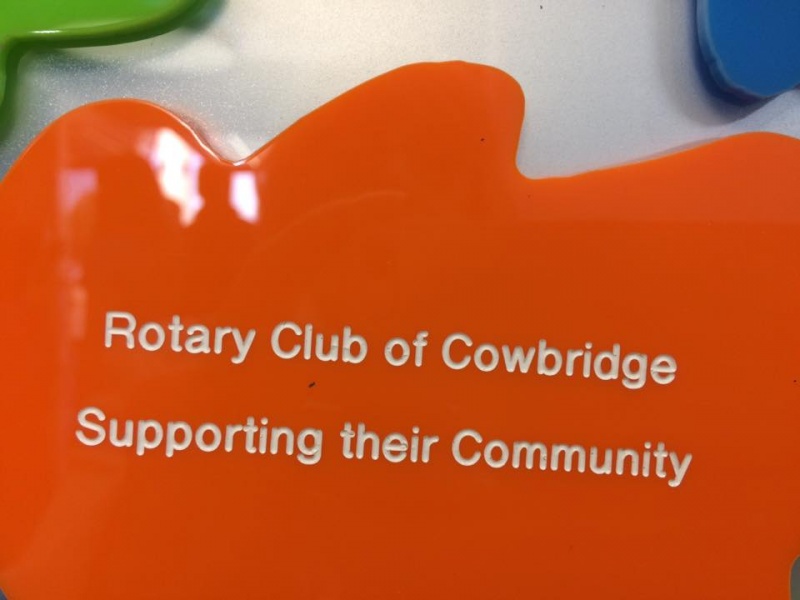 Rotary Club of Cowbridge
Supporting their Community